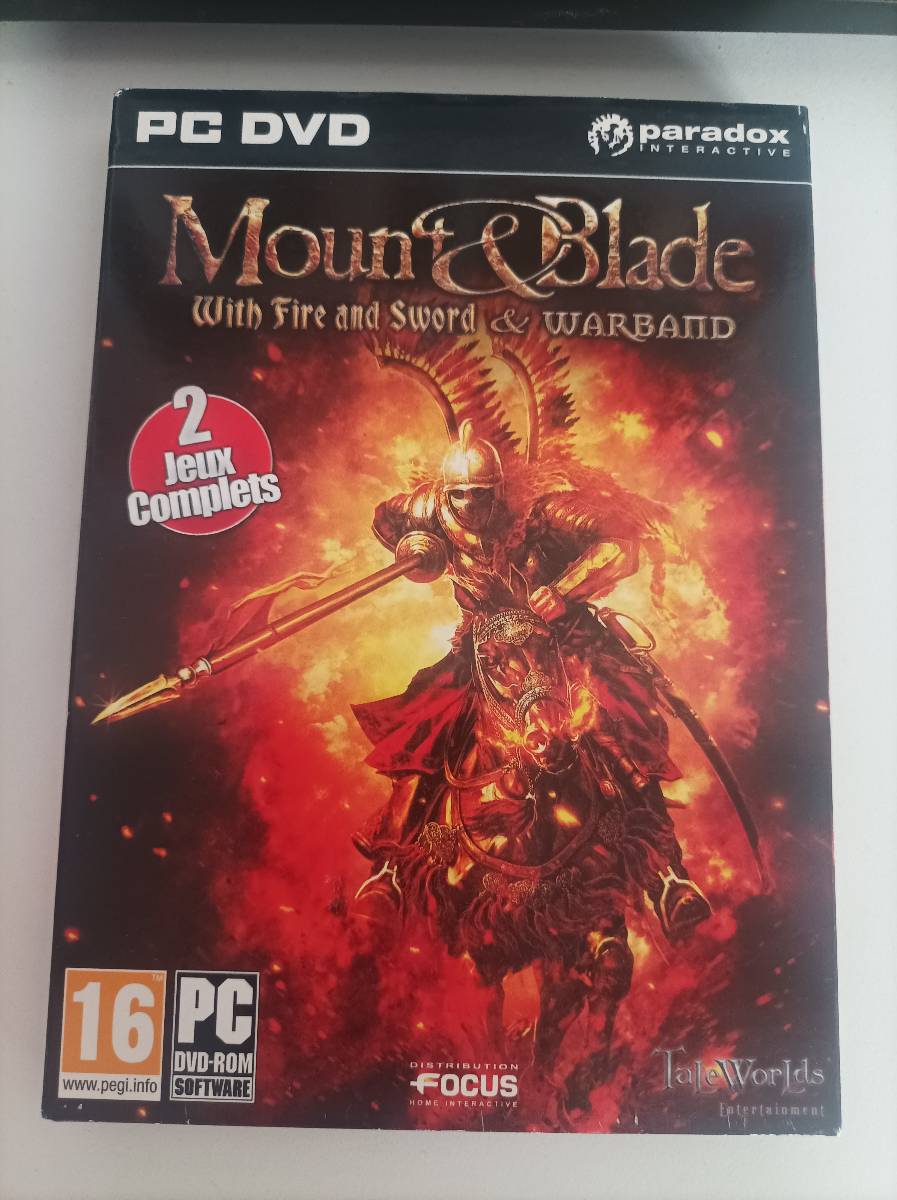 PC DVD
paradox
INTERACTIVE
Mount & Blade
With Fire and Sword & WARBAND
2
Jeux
Complets
16
TM
www.pegi.info
PC
DVD-ROM
SOFTWARE
DISTRIBUTION
FOCUS
HOME INTERACTIVE
TaleWorlds
Entertainment